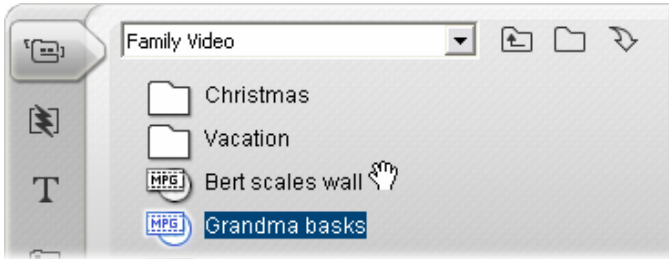 Family Video
Christmas
Vacation
T
MPG Bert scales wall
MPG Grandma basks